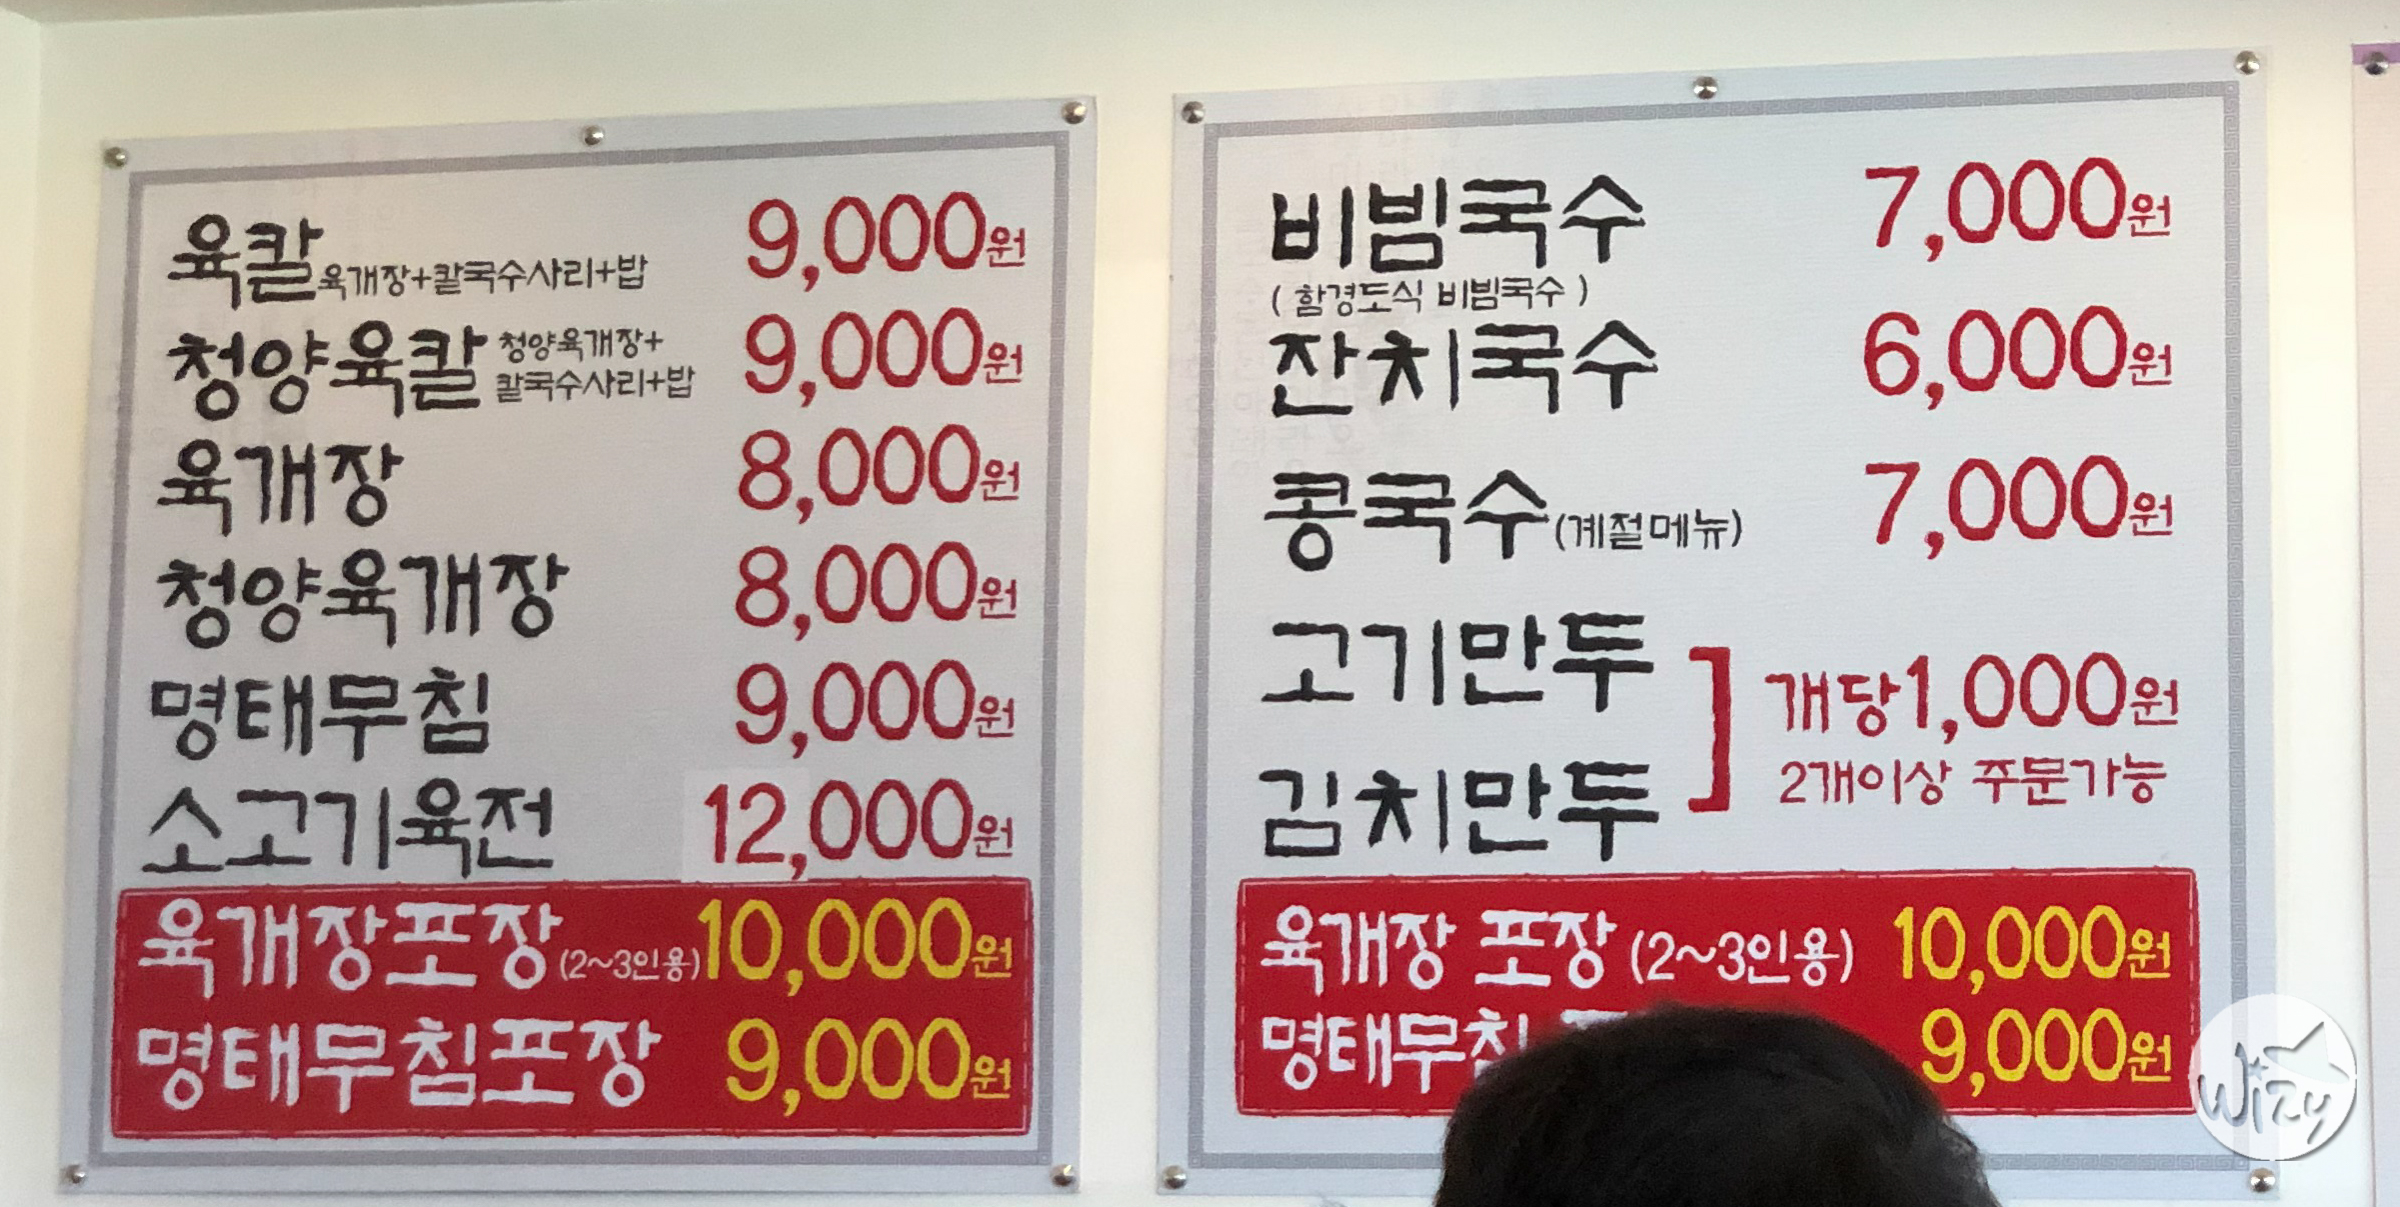 육칼 육개장+칼국수사리+밥 9,000원
청양육칼 청양육개장+
칼국수사리+밥 9,000원
육개장 8,000원
청양육개장 8,000원
명태무침 9,000원
소고기육전 12,000원
육개장포장(2~3인용) 10,000원
명태무침포장 9,000원
비빔국수 7,000원
( 함경도식 비빔국수 )
잔치국수 6,000원
콩국수(계절메뉴) 7,000원
고기만두
김치만두
] 개당1,000원
2개이상 주문가능
육개장 포장 (2~3인용) 10,000원
명태무침 9,000원
Wizy